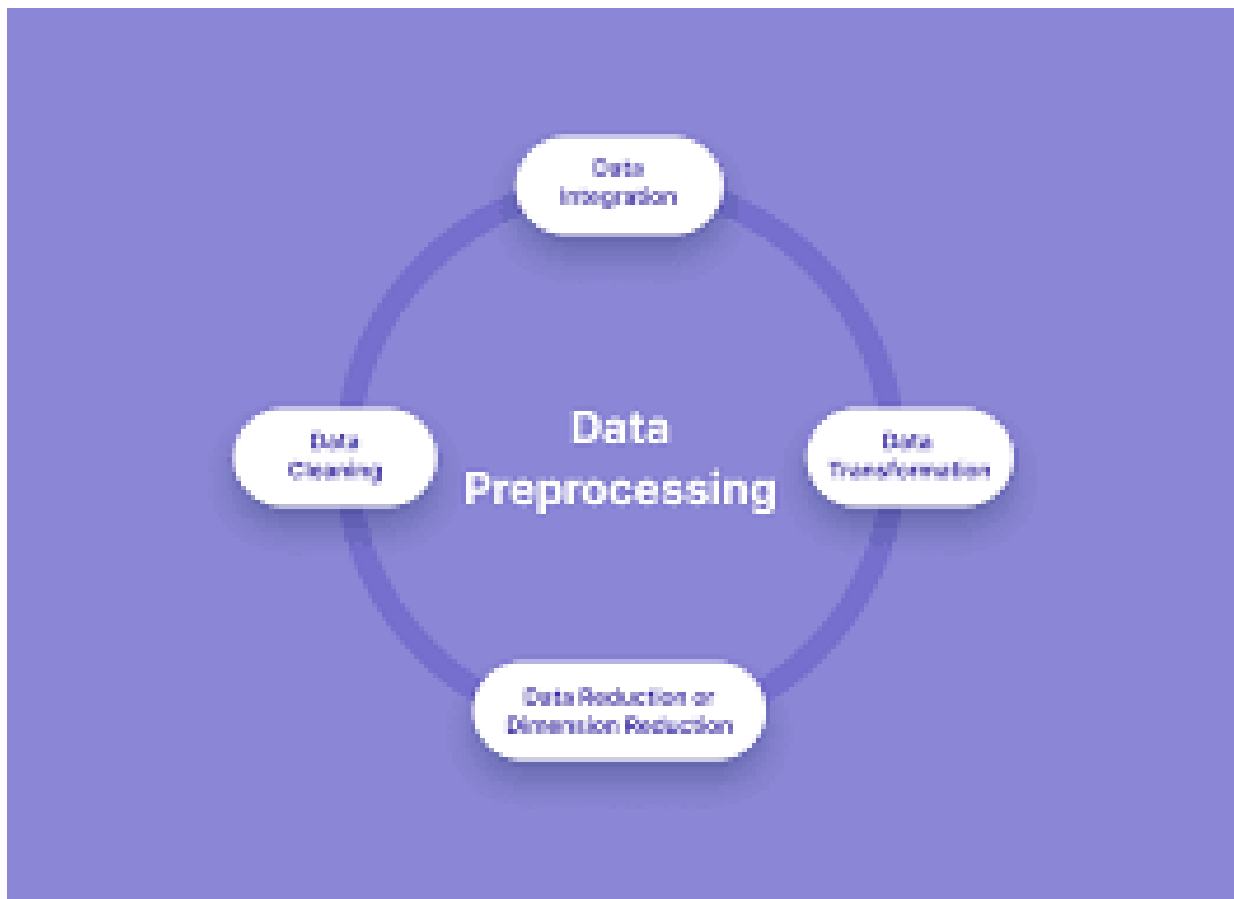 Data
Integration
Data
Cleaning
Data
Preprocessing
Data
Transformation
Data Reduction or
Dimension Reduction